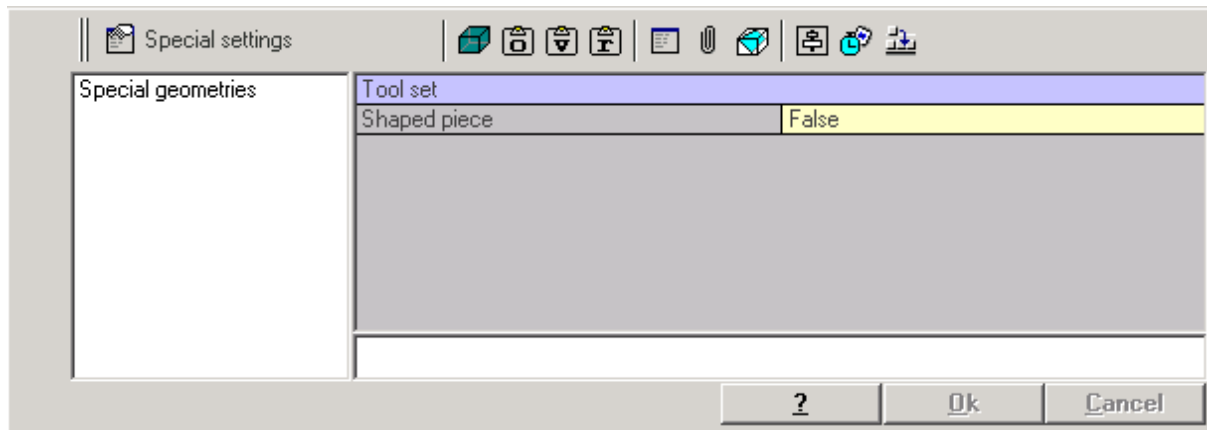 Special settings
Special geometries
Tool set
Shaped piece False
? Ok Cancel